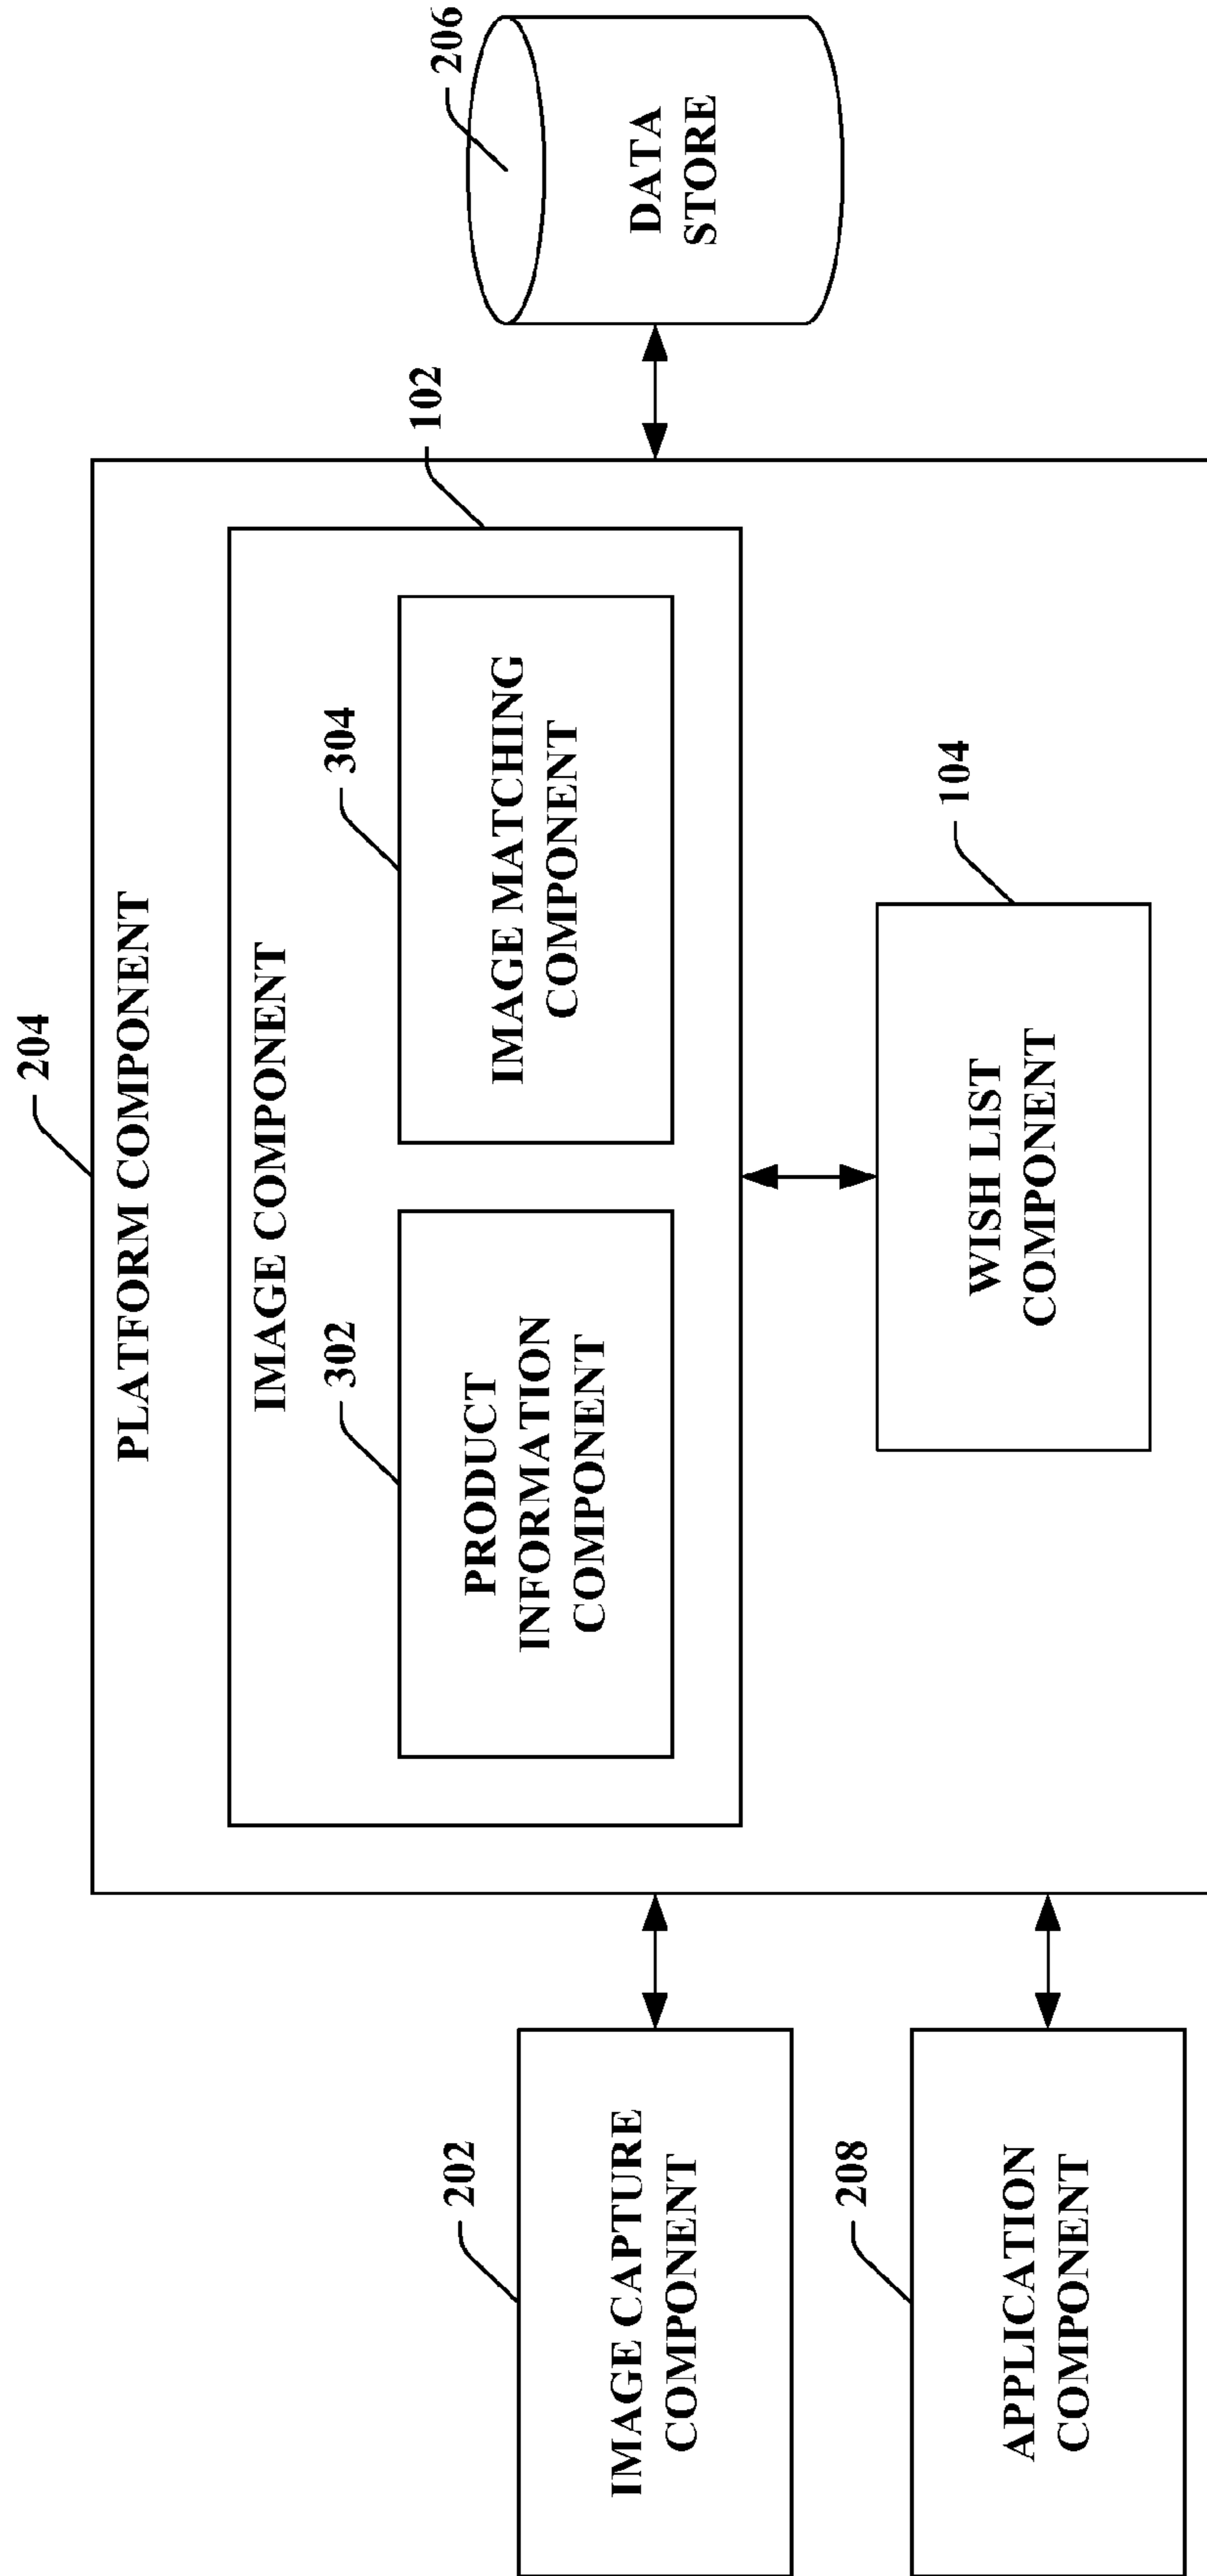 204
PLATFORM COMPONENT
102
IMAGE COMPONENT
302
PRODUCT
INFORMATION
COMPONENT
304
IMAGE MATCHING
COMPONENT
104
WISH LIST
COMPONENT
202
IMAGE CAPTURE
COMPONENT
208
APPLICATION
COMPONENT
206
DATA
STORE